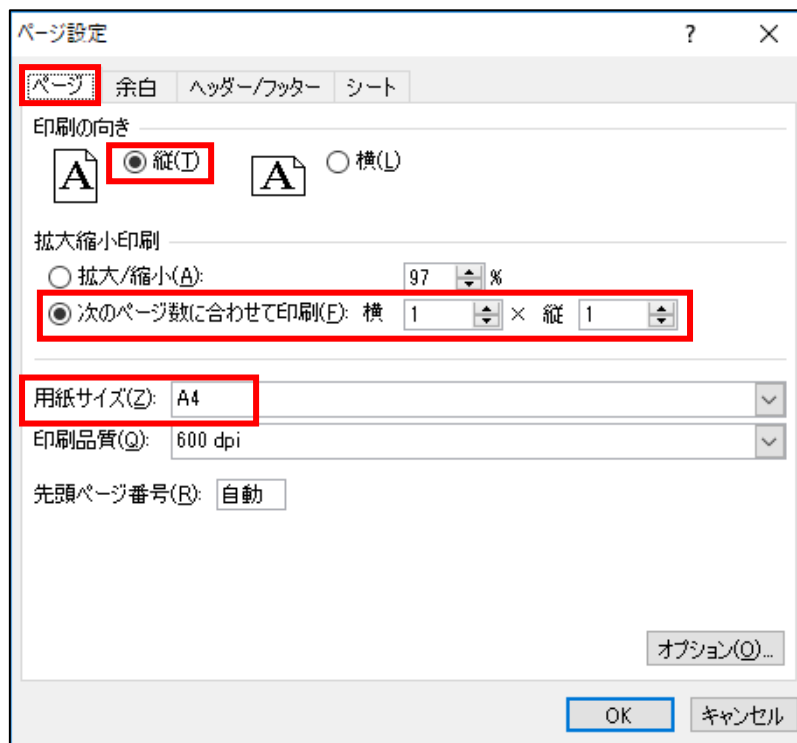 ページ設定 ? ×
ページ 余白 ヘッダー/フッター シート
印刷の向き
A 縦(T) A 横(L)
拡大縮小印刷
拡大/縮小(A): 97 %
次のページ数に合わせて印刷(F): 横 1 × 縦 1
用紙サイズ(Z): A4
印刷品質(Q): 600 dpi
先頭ページ番号(R): 自動
オプション(O)...
OK キャンセル